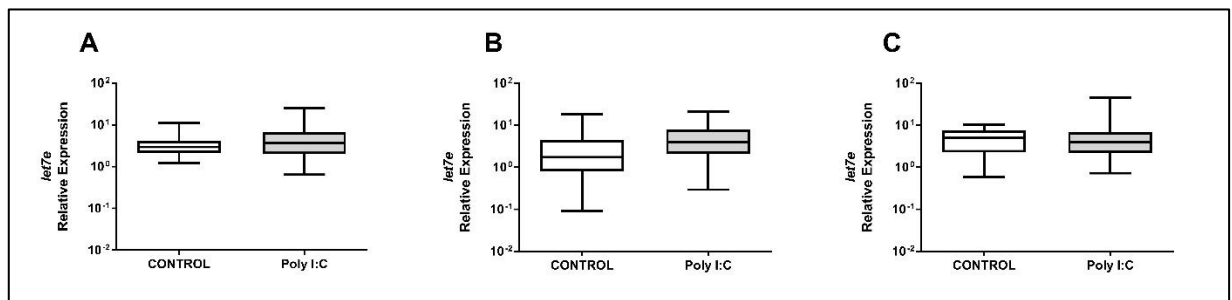 A
let7e
Relative Expression
10²
10¹
10⁰
10⁻¹
10⁻²
CONTROL Poly I:C
B
let7e
Relative Expression
10²
10¹
10⁰
10⁻¹
10⁻²
CONTROL Poly I:C
C
let7e
Relative Expression
10²
10¹
10⁰
10⁻¹
10⁻²
CONTROL Poly I:C